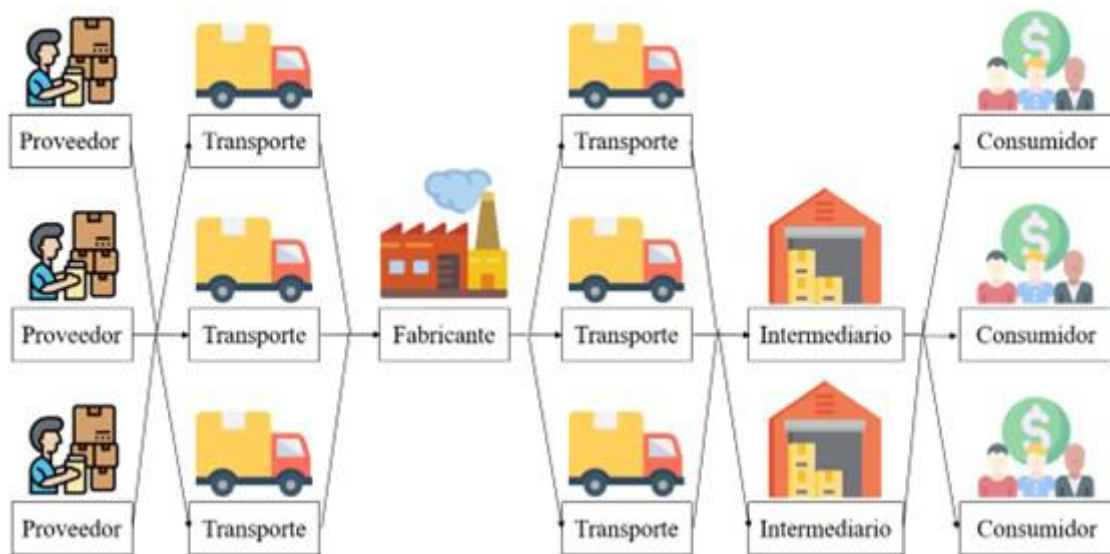 Proveedor
Transporte
Transporte
Consumidor
Proveedor
Transporte
Fabricante
Transporte
Intermediario
Consumidor
Proveedor
Transporte
Transporte
Intermediario
Consumidor